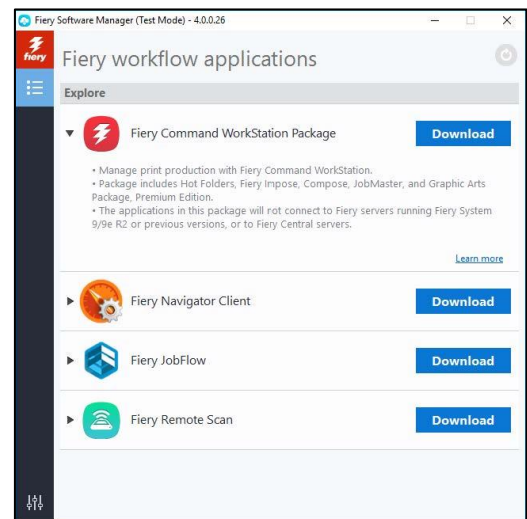 Fiery Software Manager (Test Mode) - 4.0.0.26
fiery
Fiery workflow applications
Explore
Fiery Command WorkStation Package
Download
• Manage print production with Fiery Command WorkStation.
• Package includes Hot Folders, Fiery Impose, Compose, JobMaster, and Graphic Arts
Package, Premium Edition.
• The applications in this package will not connect to Fiery servers running Fiery System
9/9e R2 or previous versions, or to Fiery Central servers.
Learn more
Fiery Navigator Client
Download
Fiery JobFlow
Download
Fiery Remote Scan
Download